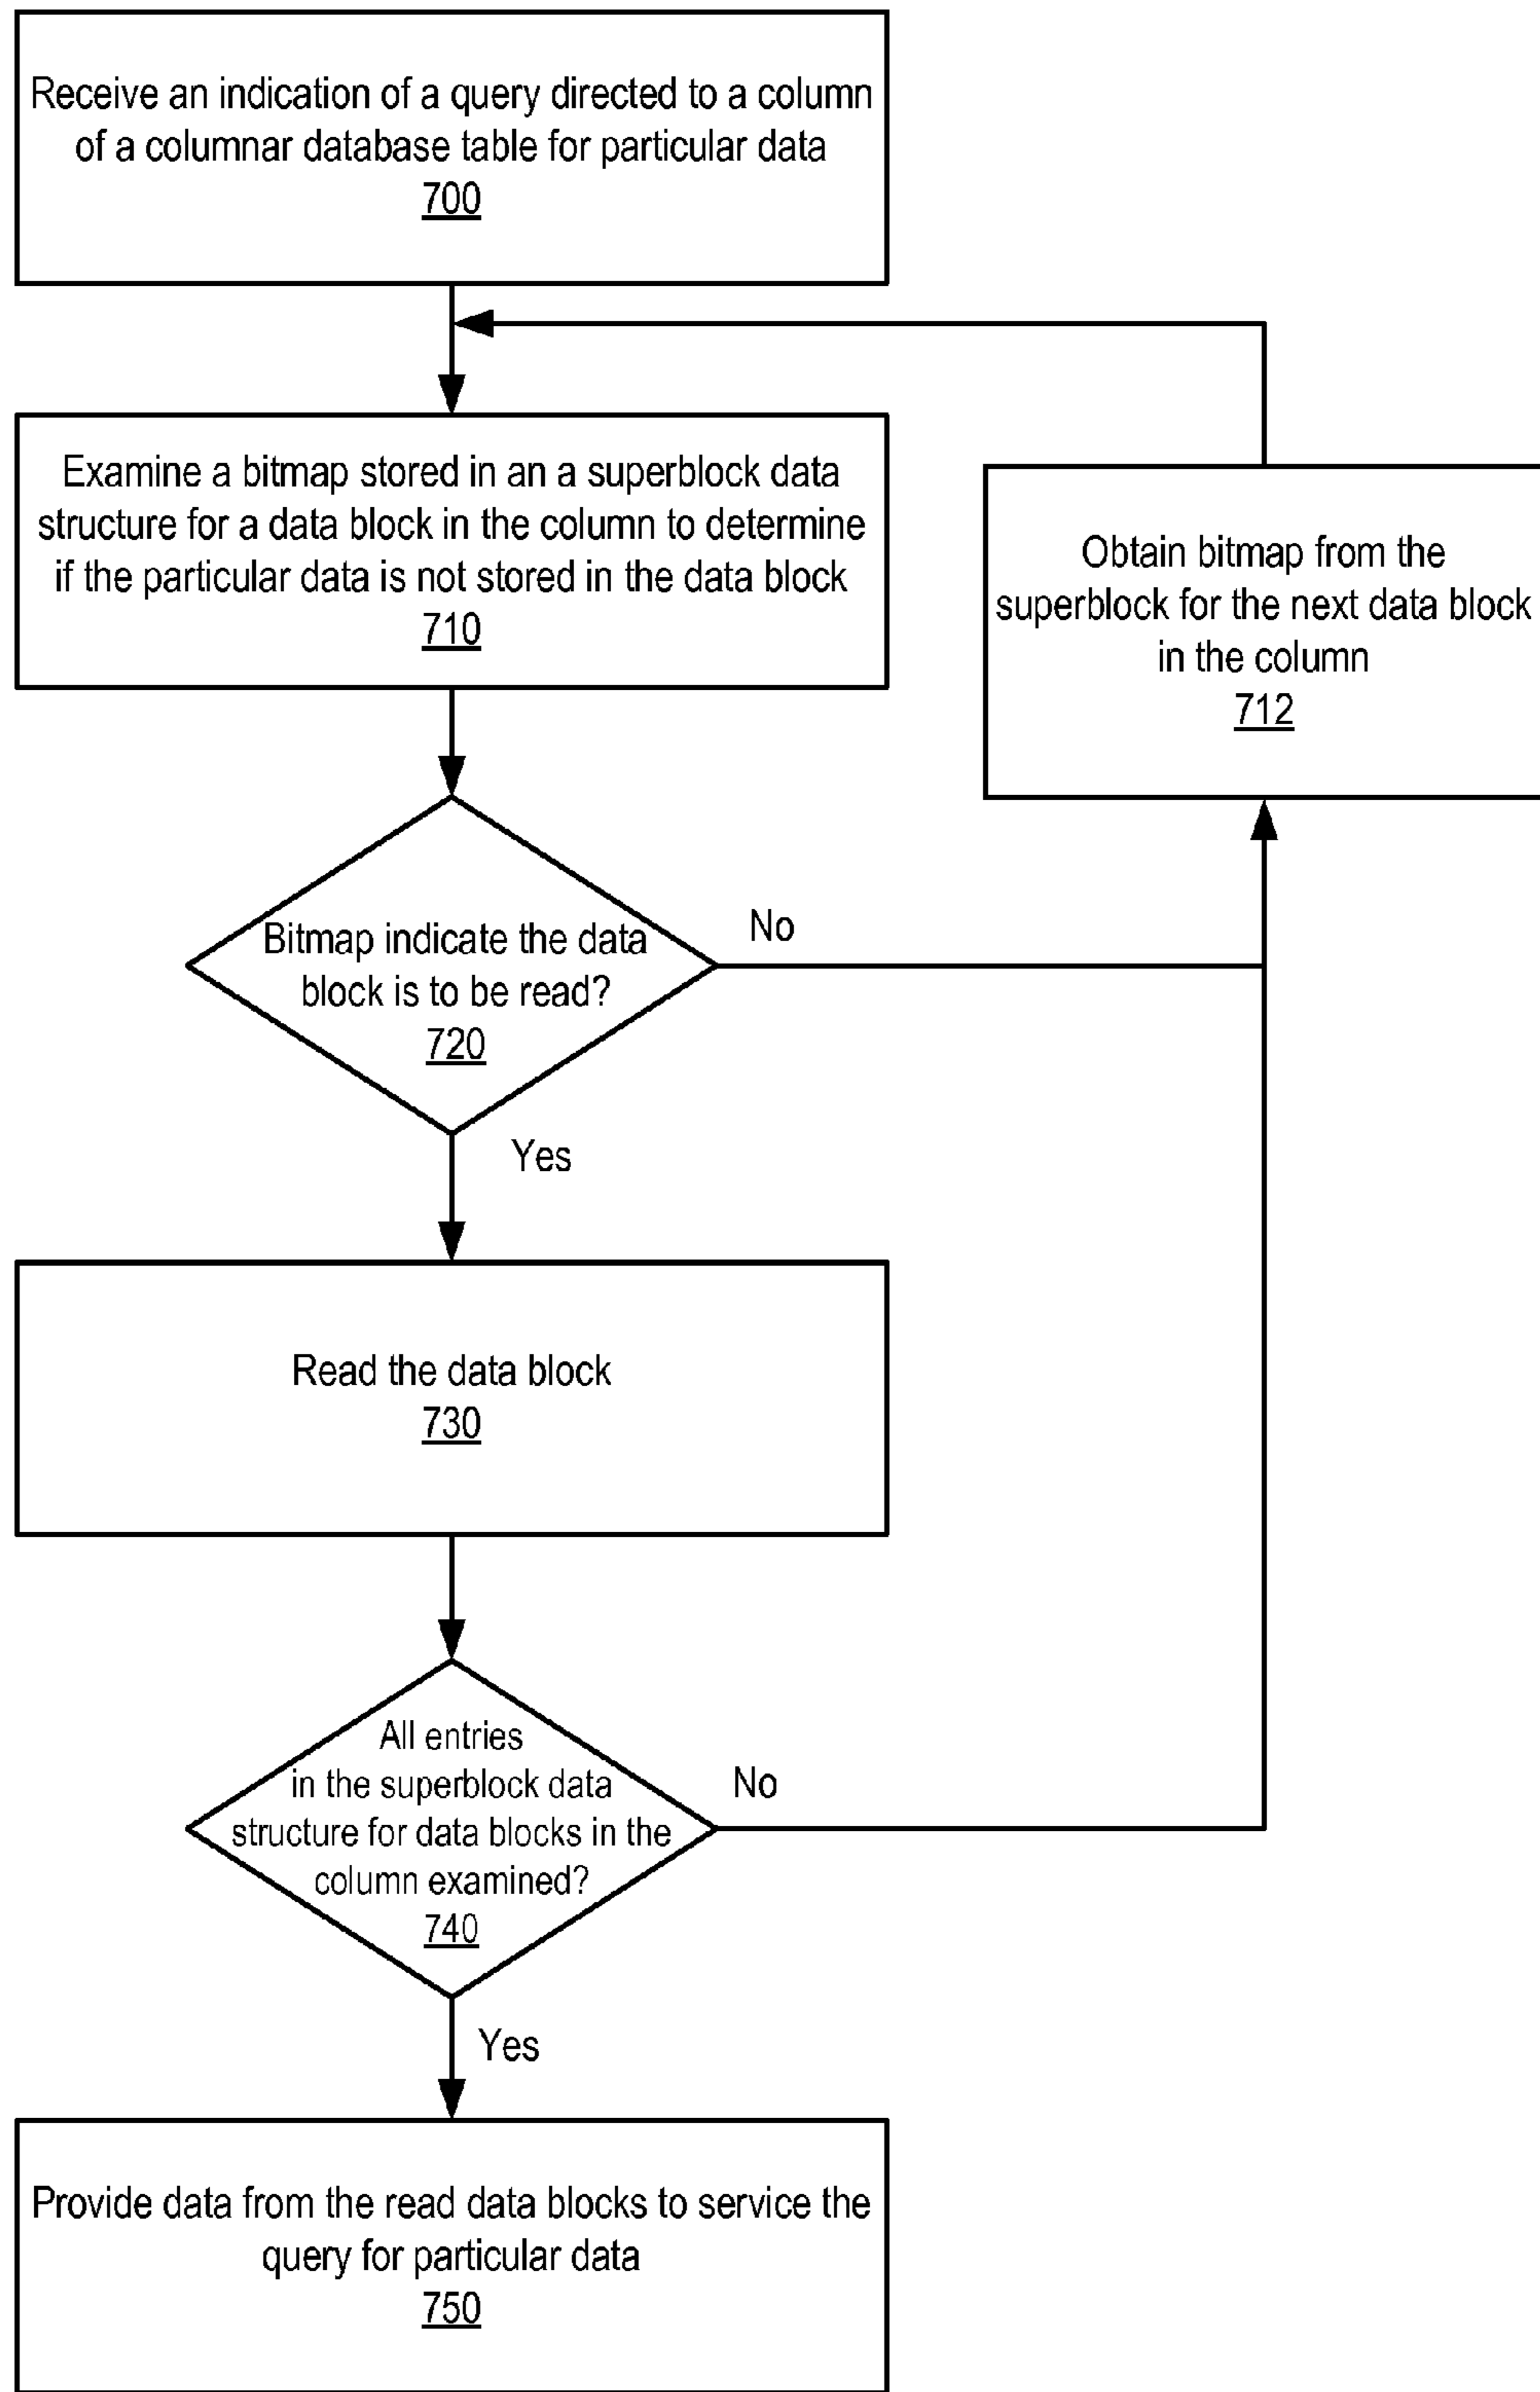 Receive an indication of a query directed to a column
of a columnar database table for particular data
700
Examine a bitmap stored in an a superblock data
structure for a data block in the column to determine
if the particular data is not stored in the data block
710
Obtain bitmap from the
superblock for the next data block
in the column
712
Bitmap indicate the data
block is to be read?
720
No
Yes
Read the data block
730
All entries
in the superblock data
structure for data blocks in the
column examined?
740
No
Yes
Provide data from the read data blocks to service the
query for particular data
750